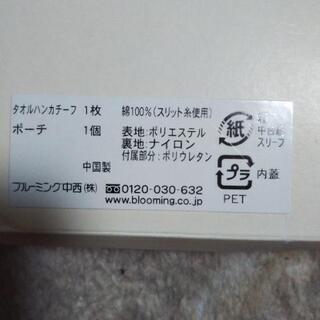 タオルハンカチーフ 1枚 綿100%(スリット糸使用)
ポーチ 1個 表地:ポリエステル
裏地:ナイロン
付属部分:ポリウレタン
中国製
ブルーミング中西(株) 0120-030-632
www.blooming.co.jp
紙
中台紙
スリーブ
プラ 内蓋
PET